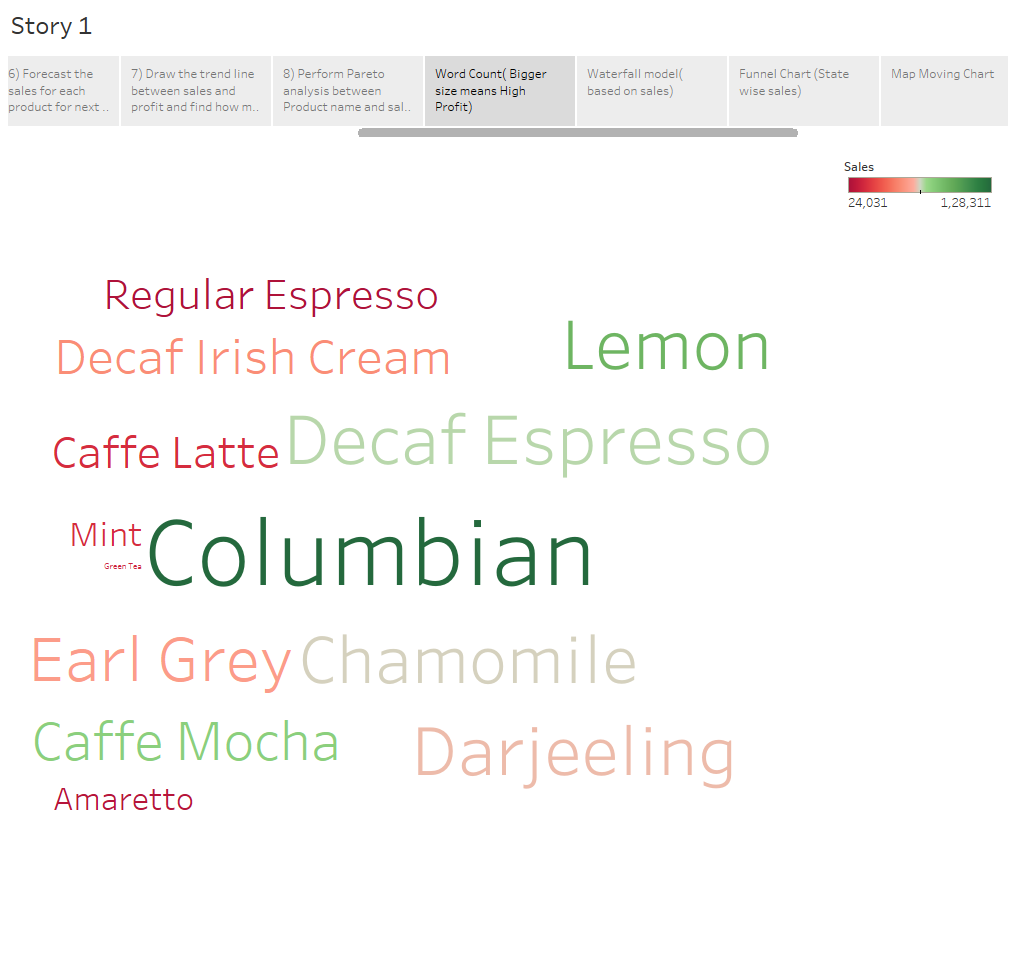 Story 1
6) Forecast the
sales for each
product for next ..
7) Draw the trend line
between sales and
profit and find how m..
8) Perform Pareto
analysis between
Product name and sal..
Word Count( Bigger
size means High
Profit)
Waterfall model(
based on sales)
Funnel Chart (State
wise sales)
Map Moving Chart
Sales
24,031
1,28,311
Regular Espresso
Decaf Irish Cream
Lemon
Caffe Latte
Decaf Espresso
Mint
Green Tea
Columbian
Earl Grey
Chamomile
Caffe Mocha
Darjeeling
Amaretto